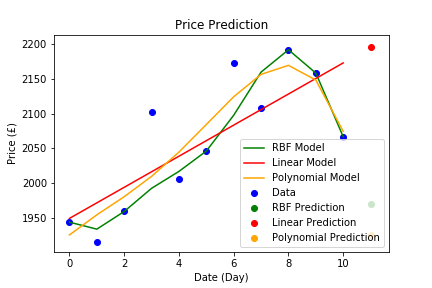 Price Prediction
2200
2150
2100
2050
2000
1950
Price (£)
0
2
4
6
8
10
Date (Day)
RBF Model
Linear Model
Polynomial Model
Data
RBF Prediction
Linear Prediction
Polynomial Prediction